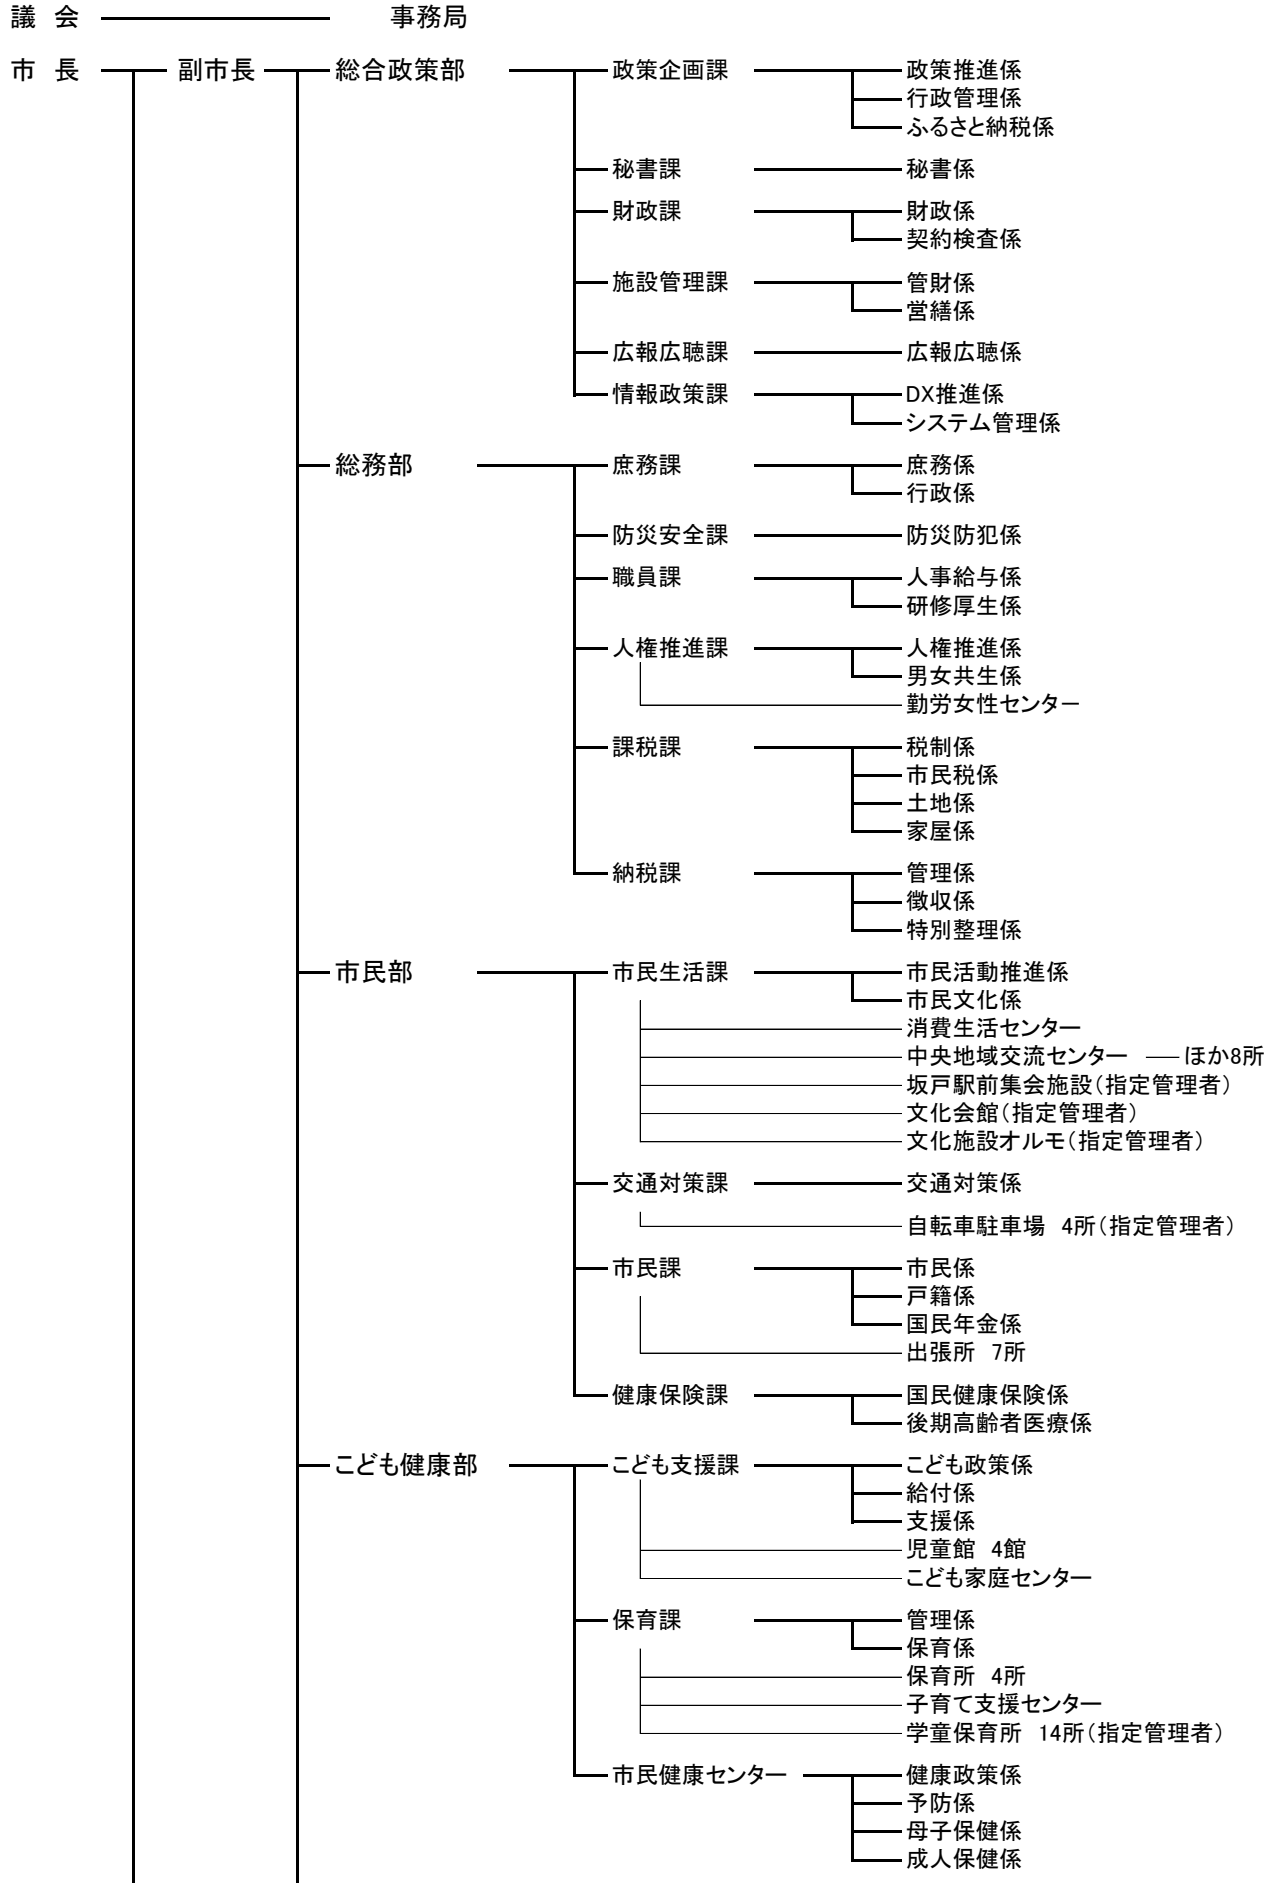 議 会 事務局
市 長 副市長 総合政策部 政策企画課 政策推進係
行政管理係
ふるさと納税係
秘書課 秘書係
財政課 財政係
契約検査係
施設管理課 管財係
営繕係
広報広聴課 広報広聴係
情報政策課 DX推進係
システム管理係
総務部 庶務課 庶務係
行政係
防災安全課 防災防犯係
職員課 人事給与係
研修厚生係
人権推進課 人権推進係
男女共生係
勤労女性センター
課税課 税制係
市民税係
土地係
家屋係
納税課 管理係
徴収係
特別整理係
市民部 市民生活課 市民活動推進係
市民文化係
消費生活センター
中央地域交流センター ほか8所
坂戸駅前集会施設(指定管理者)
文化会館(指定管理者)
文化施設オルモ(指定管理者)
交通対策課 交通対策係
自転車駐車場 4所(指定管理者)
市民課 市民係
戸籍係
国民年金係
出張所 7所
健康保険課 国民健康保険係
後期高齢者医療係
こども健康部 こども支援課 こども政策係
給付係
支援係
児童館 4館
こども家庭センター
保育課 管理係
保育係
保育所 4所
子育て支援センター
学童保育所 14所(指定管理者)
市民健康センター 健康政策係
予防係
母子保健係
成人保健係